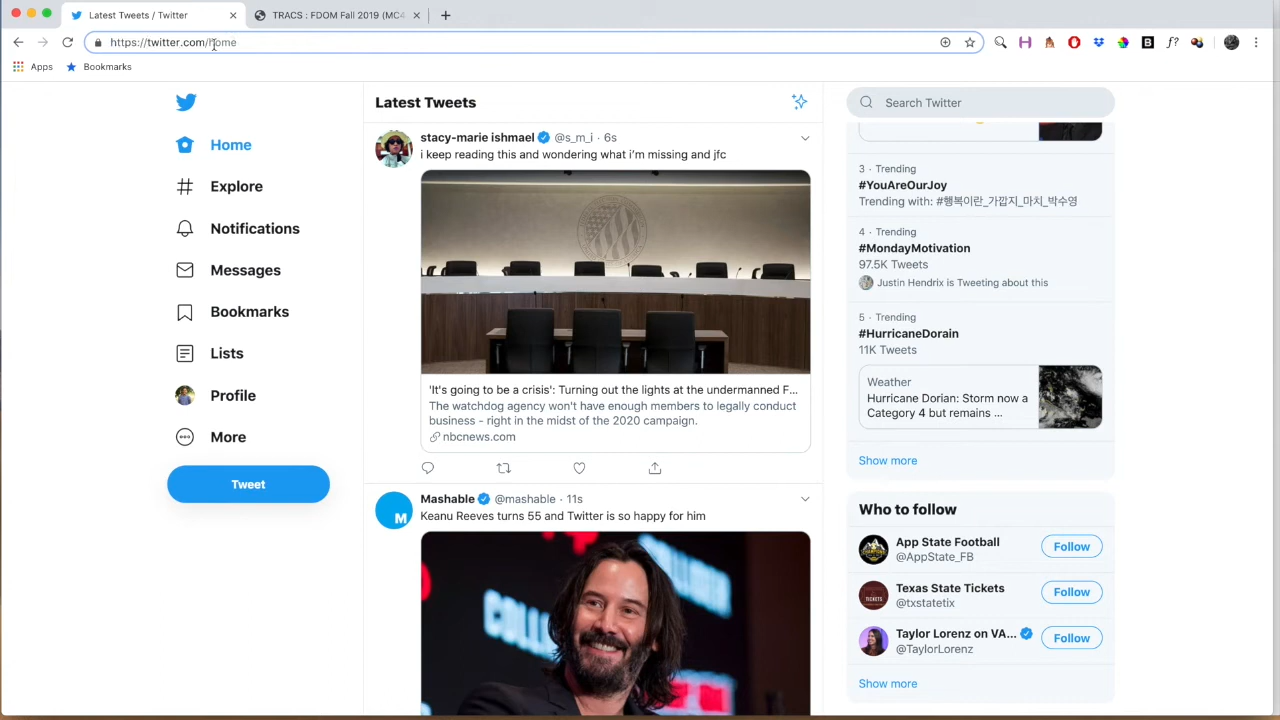 Latest Tweets / Twitter
TRACS : FDOM Fall 2019 (MC4
https://twitter.com/home
Apps
Bookmarks
Home
Explore
Notifications
Messages
Bookmarks
Lists
Profile
More
Tweet
Latest Tweets
stacy-marie ishmael @s_m_i · 6s
i keep reading this and wondering what i'm missing and jfc
'It's going to be a crisis': Turning out the lights at the undermanned F...
The watchdog agency won't have enough members to legally conduct
business - right in the midst of the 2020 campaign.
nbcnews.com
Mashable @mashable · 11s
Keanu Reeves turns 55 and Twitter is so happy for him
Search Twitter
3 · Trending
#YouAreOurJoy
Trending with: #행복이란_가깝지_마치_박수영
4 · Trending
#MondayMotivation
97.5K Tweets
Justin Hendrix is Tweeting about this
5 · Trending
#HurricaneDorain
11K Tweets
Weather
Hurricane Dorian: Storm now a
Category 4 but remains ...
Show more
Who to follow
App State Football
@AppState_FB
Follow
Texas State Tickets
@txstatetix
Follow
Taylor Lorenz on VA...
@TaylorLorenz
Follow
Show more